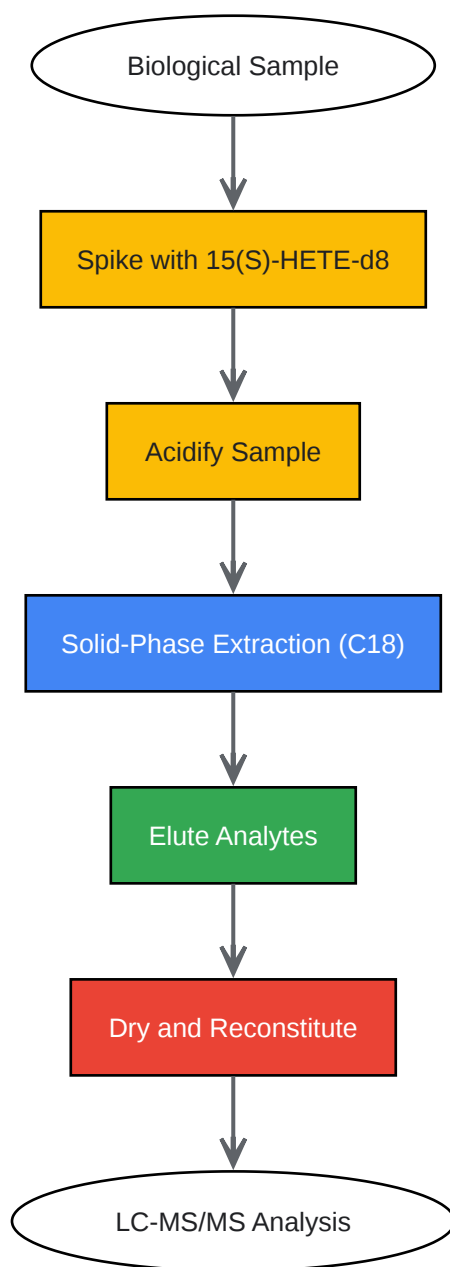 Biological Sample
Spike with 15(S)-HETE-d8
Acidify Sample
Solid-Phase Extraction (C18)
Elute Analytes
Dry and Reconstitute
LC-MS/MS Analysis